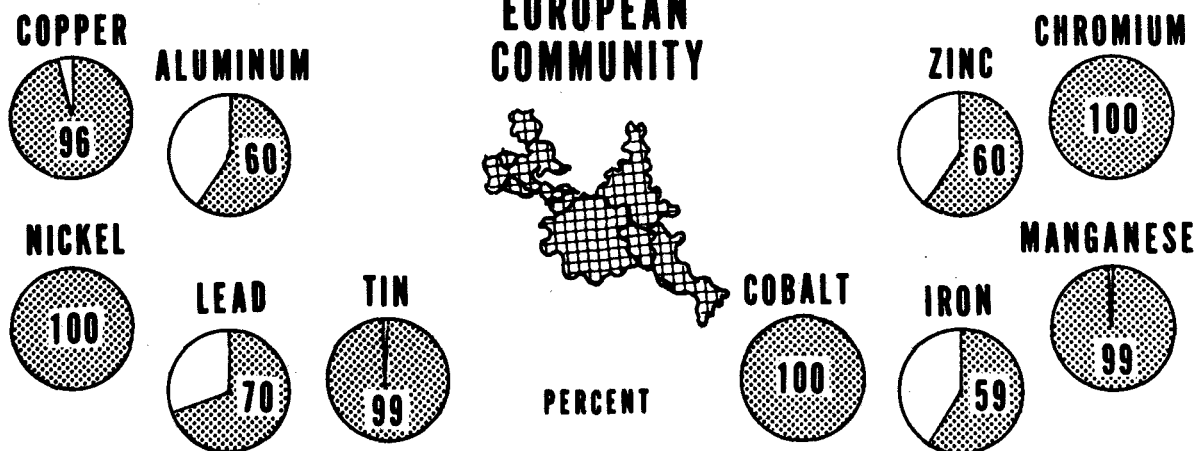 EUROPEAN
COMMUNITY
COPPER
96
ALUMINUM
60
NICKEL
100
LEAD
70
TIN
99
PERCENT
ZINC
60
CHROMIUM
100
COBALT
100
IRON
59
MANGANESE
99